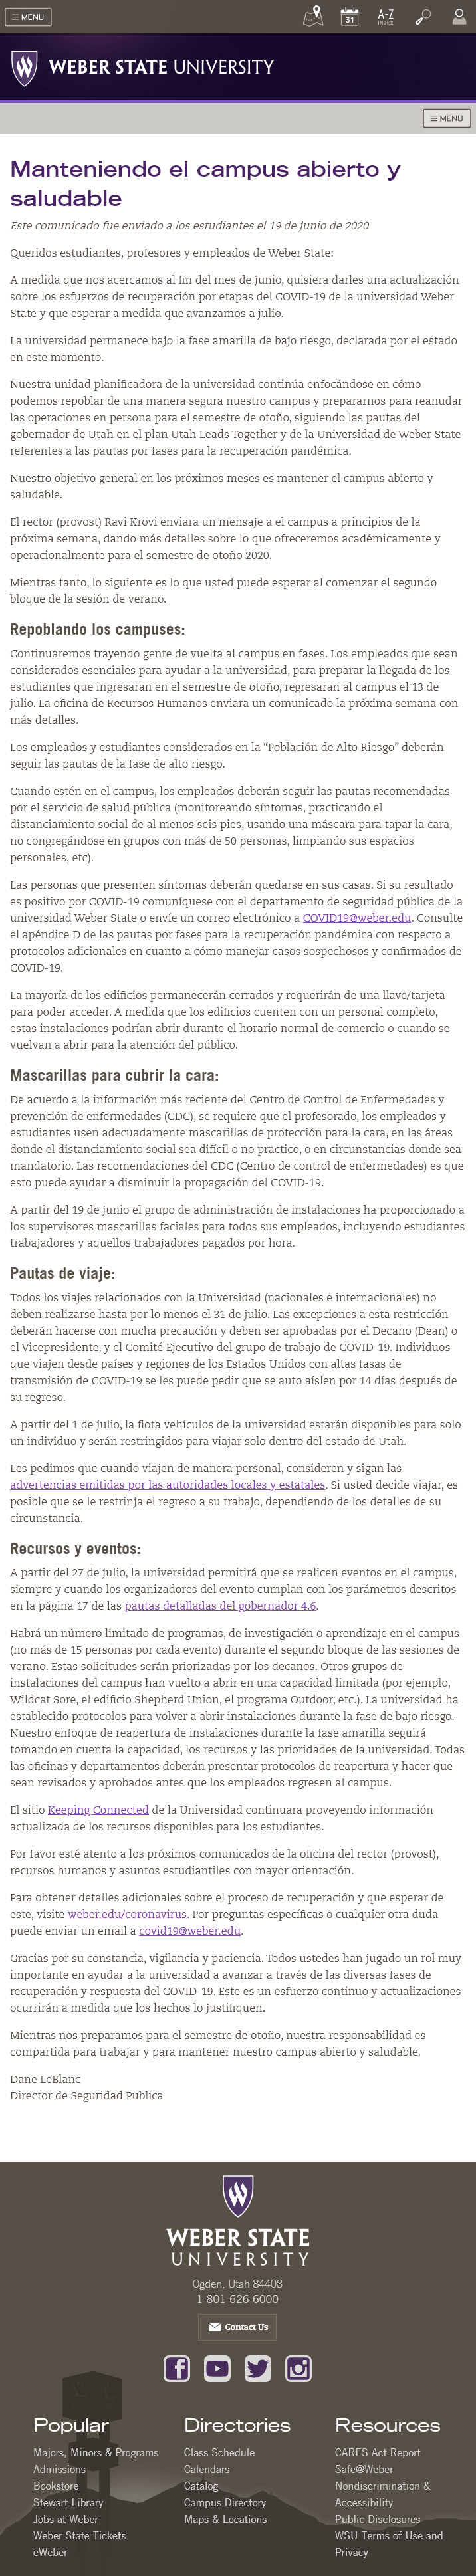 MENU
31
A-Z
INDEX
WEBER STATE UNIVERSITY
MENU
Manteniendo el campus abierto y
saludable
Este comunicado fue enviado a los estudiantes el 19 de junio de 2020
Queridos estudiantes, profesores y empleados de Weber State:
A medida que nos acercamos al fin del mes de junio, quisiera darles una actualización
sobre los esfuerzos de recuperación por etapas del COVID-19 de la universidad Weber
State y que esperar a medida que avanzamos a julio.
La universidad permanece bajo la fase amarilla de bajo riesgo, declarada por el estado
en este momento.
Nuestra unidad planificadora de la universidad continúa enfocándose en cómo
podemos repoblar de una manera segura nuestro campus y prepararnos para reanudar
las operaciones en persona para el semestre de otoño, siguiendo las pautas del
gobernador de Utah en el plan Utah Leads Together y de la Universidad de Weber State
referentes a las pautas por fases para la recuperación pandémica.
Nuestro objetivo general en los próximos meses es mantener el campus abierto y
saludable.
El rector (provost) Ravi Krovi enviara un mensaje a el campus a principios de la
próxima semana, dando más detalles sobre lo que ofreceremos académicamente y
operacionalmente para el semestre de otoño 2020.
Mientras tanto, lo siguiente es lo que usted puede esperar al comenzar el segundo
bloque de la sesión de verano.
Repoblando los campuses:
Continuaremos trayendo gente de vuelta al campus en fases. Los empleados que sean
considerados esenciales para ayudar a la universidad, para preparar la llegada de los
estudiantes que ingresaran en el semestre de otoño, regresaran al campus el 13 de
julio. La oficina de Recursos Humanos enviara un comunicado la próxima semana con
más detalles.
Los empleados y estudiantes considerados en la “Población de Alto Riesgo” deberán
seguir las pautas de la fase de alto riesgo.
Cuando estén en el campus, los empleados deberán seguir las pautas recomendadas
por el servicio de salud pública (monitoreando síntomas, practicando el
distanciamiento social de al menos seis pies, usando una máscara para tapar la cara,
no congregándose en grupos con más de 50 personas, limpiando sus espacios
personales, etc).
Las personas que presenten síntomas deberán quedarse en sus casas. Si su resultado
es positivo por COVID-19 comuníquese con el departamento de seguridad pública de la
universidad Weber State o envíe un correo electrónico a COVID19@weber.edu. Consulte
el apéndice D de las pautas por fases para la recuperación pandémica con respecto a
protocolos adicionales en cuanto a cómo manejar casos sospechosos y confirmados de
COVID-19.
La mayoría de los edificios permanecerán cerrados y requerirán de una llave/tarjeta
para poder acceder. A medida que los edificios cuenten con un personal completo,
estas instalaciones podrían abrir durante el horario normal de comercio o cuando se
vuelvan a abrir para la atención del público.
Mascarillas para cubrir la cara:
De acuerdo a la información más reciente del Centro de Control de Enfermedades y
prevención de enfermedades (CDC), se requiere que el profesorado, los empleados y
estudiantes usen adecuadamente mascarillas de protección para la cara, en las áreas
donde el distanciamiento social sea difícil o no practico, o en circunstancias donde sea
mandatorio. Las recomendaciones del CDC (Centro de control de enfermedades) es que
esto puede ayudar a disminuir la propagación del COVID-19.
A partir del 19 de junio el grupo de administración de instalaciones ha proporcionado a
los supervisores mascarillas faciales para todos sus empleados, incluyendo estudiantes
trabajadores y aquellos trabajadores pagados por hora.
Pautas de viaje:
Todos los viajes relacionados con la Universidad (nacionales e internacionales) no
deben realizarse hasta por lo menos el 31 de julio. Las excepciones a esta restricción
deberán hacerse con mucha precaución y deben ser aprobadas por el Decano (Dean) o
el Vicepresidente, y el Comité Ejecutivo del grupo de trabajo de COVID-19. Individuos
que viajen desde países y regiones de los Estados Unidos con altas tasas de
transmisión de COVID-19 se les puede pedir que se auto aíslen por 14 días después de
su regreso.
A partir del 1 de julio, la flota vehículos de la universidad estarán disponibles para solo
un individuo y serán restringidos para viajar solo dentro del estado de Utah.
Les pedimos que cuando viajen de manera personal, consideren y sigan las
advertencias emitidas por las autoridades locales y estatales. Si usted decide viajar, es
posible que se le restrinja el regreso a su trabajo, dependiendo de los detalles de su
circunstancia.
Recursos y eventos:
A partir del 27 de julio, la universidad permitirá que se realicen eventos en el campus,
siempre y cuando los organizadores del evento cumplan con los parámetros descritos
en la página 17 de las pautas detalladas del gobernador 4.6.
Habrá un número limitado de programas, de investigación o aprendizaje en el campus
(no más de 15 personas por cada evento) durante el segundo bloque de las sesiones de
verano. Estas solicitudes serán priorizadas por los decanos. Otros grupos de
instalaciones del campus han vuelto a abrir en una capacidad limitada (por ejemplo,
Wildcat Sore, el edificio Shepherd Union, el programa Outdoor, etc.). La universidad ha
establecido protocolos para volver a abrir instalaciones durante la fase de bajo riesgo.
Nuestro enfoque de reapertura de instalaciones durante la fase amarilla seguirá
tomando en cuenta la capacidad, los recursos y las prioridades de la universidad. Todas
las oficinas y departamentos deberán presentar protocolos de reapertura y hacer que
sean revisados y aprobados antes que los empleados regresen al campus.
El sitio Keeping Connected de la Universidad continuara proveyendo información
actualizada de los recursos disponibles para los estudiantes.
Por favor esté atento a los próximos comunicados de la oficina del rector (provost),
recursos humanos y asuntos estudiantiles con mayor orientación.
Para obtener detalles adicionales sobre el proceso de recuperación y que esperar de
este, visite weber.edu/coronavirus. Por preguntas específicas o cualquier otra duda
puede enviar un email a covid19@weber.edu.
Gracias por su constancia, vigilancia y paciencia. Todos ustedes han jugado un rol muy
importante en ayudar a la universidad a avanzar a través de las diversas fases de
recuperación y respuesta del COVID-19. Este es un esfuerzo continuo y actualizaciones
ocurrirán a medida que los hechos lo justifiquen.
Mientras nos preparamos para el semestre de otoño, nuestra responsabilidad es
compartida para trabajar y para mantener nuestro campus abierto y saludable.
Dane LeBlanc
Director de Seguridad Publica
WEBER STATE
UNIVERSITY
Ogden, Utah 84408
1-801-626-6000
Contact Us
Popular
Majors, Minors & Programs
Admissions
Bookstore
Stewart Library
Jobs at Weber
Weber State Tickets
eWeber
Directories
Class Schedule
Calendars
Catalog
Campus Directory
Maps & Locations
Resources
CARES Act Report
Safe@Weber
Nondiscrimination &
Accessibility
Public Disclosures
WSU Terms of Use and
Privacy